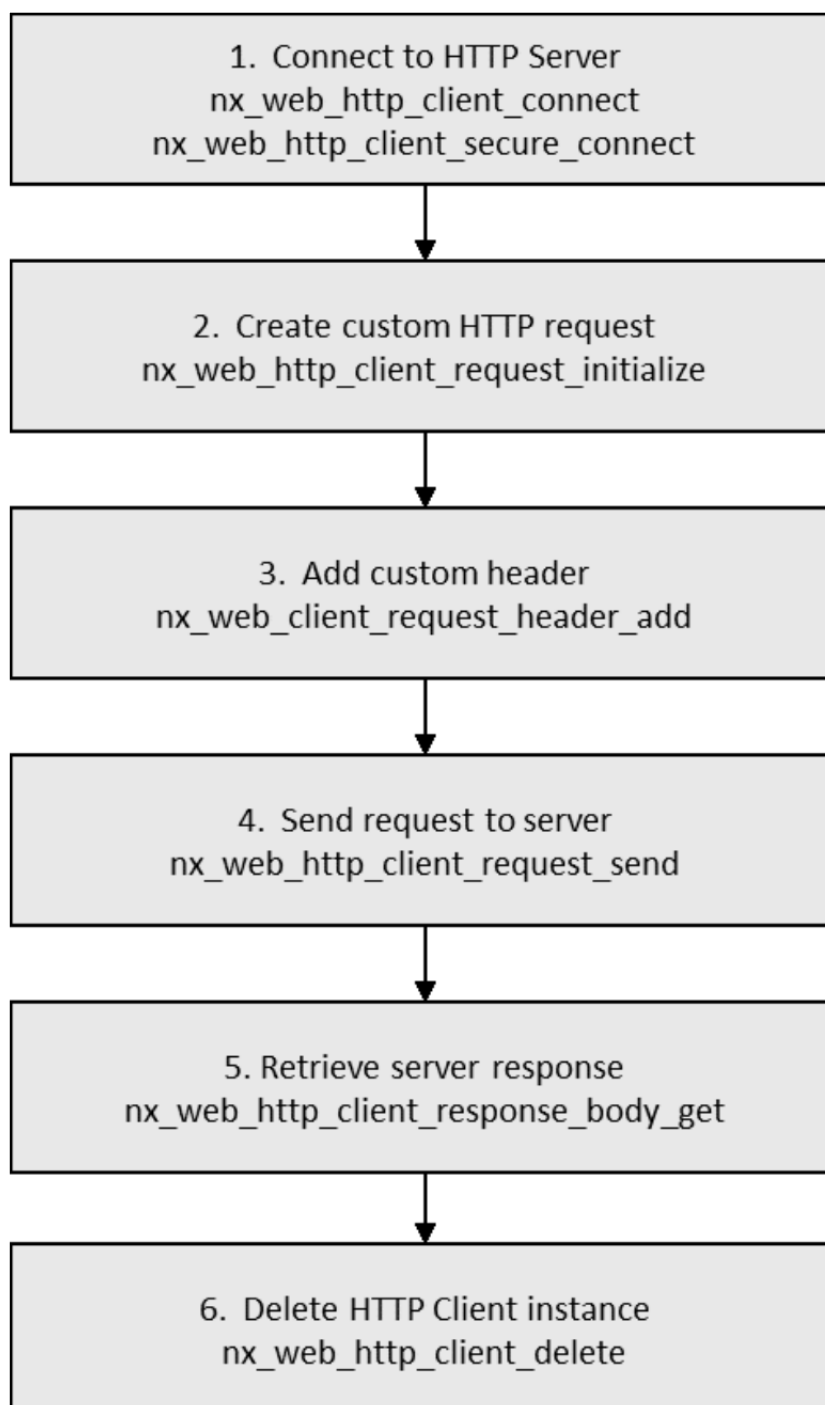 1. Connect to HTTP Server
nx_web_http_client_connect
nx_web_http_client_secure_connect
2. Create custom HTTP request
nx_web_http_client_request_initialize
3. Add custom header
nx_web_client_request_header_add
4. Send request to server
nx_web_http_client_request_send
5. Retrieve server response
nx_web_http_client_response_body_get
6. Delete HTTP Client instance
nx_web_http_client_delete